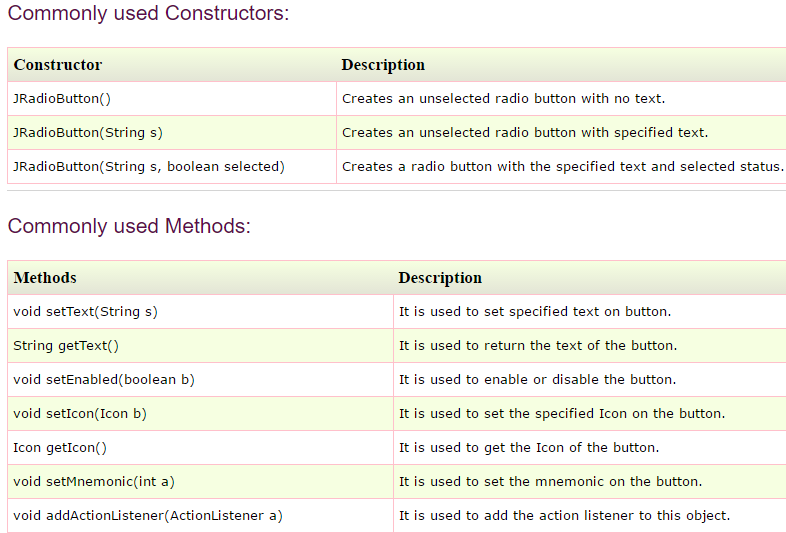 Commonly used Constructors:
Constructor Description
JRadioButton() Creates an unselected radio button with no text.
JRadioButton(String s) Creates an unselected radio button with specified text.
JRadioButton(String s, boolean selected) Creates a radio button with the specified text and selected status.
Commonly used Methods:
Methods Description
void setText(String s) It is used to set specified text on button.
String getText() It is used to return the text of the button.
void setEnabled(boolean b) It is used to enable or disable the button.
void setIcon(Icon b) It is used to set the specified Icon on the button.
Icon getIcon() It is used to get the Icon of the button.
void setMnemonic(int a) It is used to set the mnemonic on the button.
void addActionListener(ActionListener a) It is used to add the action listener to this object.